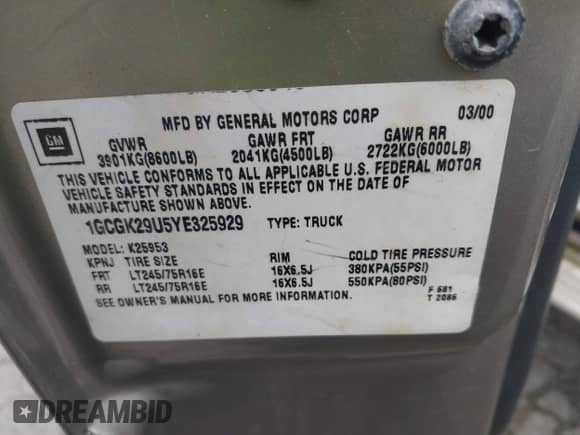 GM
MFD BY GENERAL MOTORS CORP 03/00
GVWR GAWR FRT GAWR RR
3901KG(8600LB) 2041KG(4500LB) 2722KG(6000LB)
THIS VEHICLE CONFORMS TO ALL APPLICABLE U.S. FEDERAL MOTOR
VEHICLE SAFETY STANDARDS IN EFFECT ON THE DATE OF
MANUFACTURE SHOWN ABOVE.
1GCGK29U5YE325929 TYPE: TRUCK
MODEL: K25953
KPNJ TIRE SIZE RIM COLD TIRE PRESSURE
FRT LT245/75R16E 16X6.5J 380KPA(55PSI)
RR LT245/75R16E 16X6.5J 550KPA(80PSI)
SEE OWNER'S MANUAL FOR MORE INFORMATION.
F 581
T 2086
DREAMBID